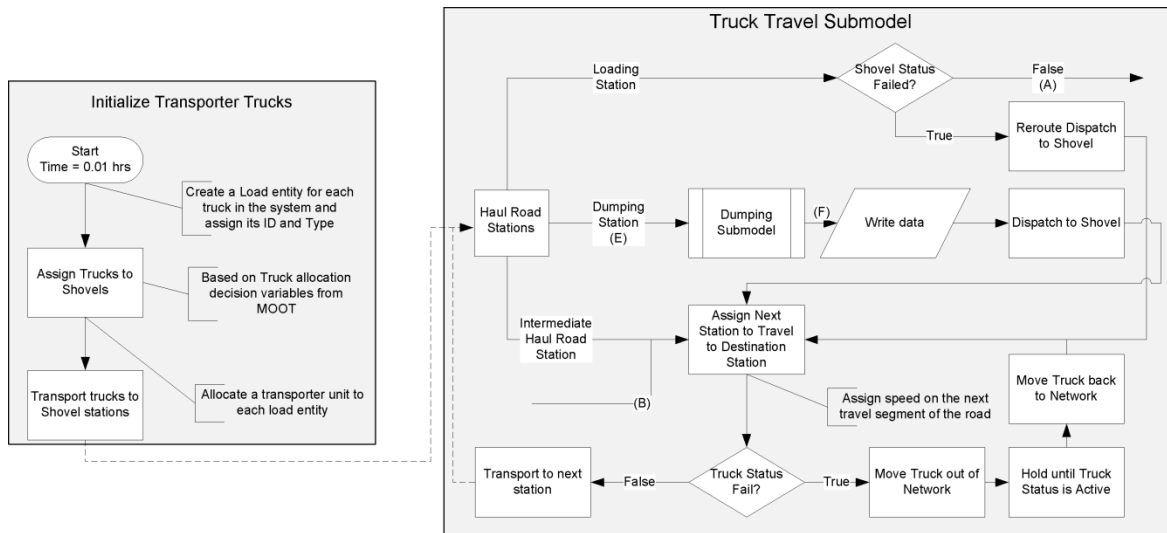 Initialize Transporter Trucks
Start
Time = 0.01 hrs
Create a Load entity for each
truck in the system and
assign its ID and Type
Assign Trucks to
Shovels
Based on Truck allocation
decision variables from
MOOT
Transport trucks to
Shovel stations
Allocate a transporter unit to
each load entity
Truck Travel Submodel
Loading
Station
Shovel Status
Failed?
False
(A)
True
Reroute Dispatch
to Shovel
Haul Road
Stations
Dumping
Station
(E)
Dumping
Submodel
(F)
Write data
Dispatch to Shovel
Intermediate
Haul Road
Station
(B)
Assign Next
Station to Travel
to Destination
Station
Assign speed on the next
travel segment of the road
Move Truck back
to Network
Transport to next
station
False
Truck Status
Fail?
True
Move Truck out of
Network
Hold until Truck
Status is Active